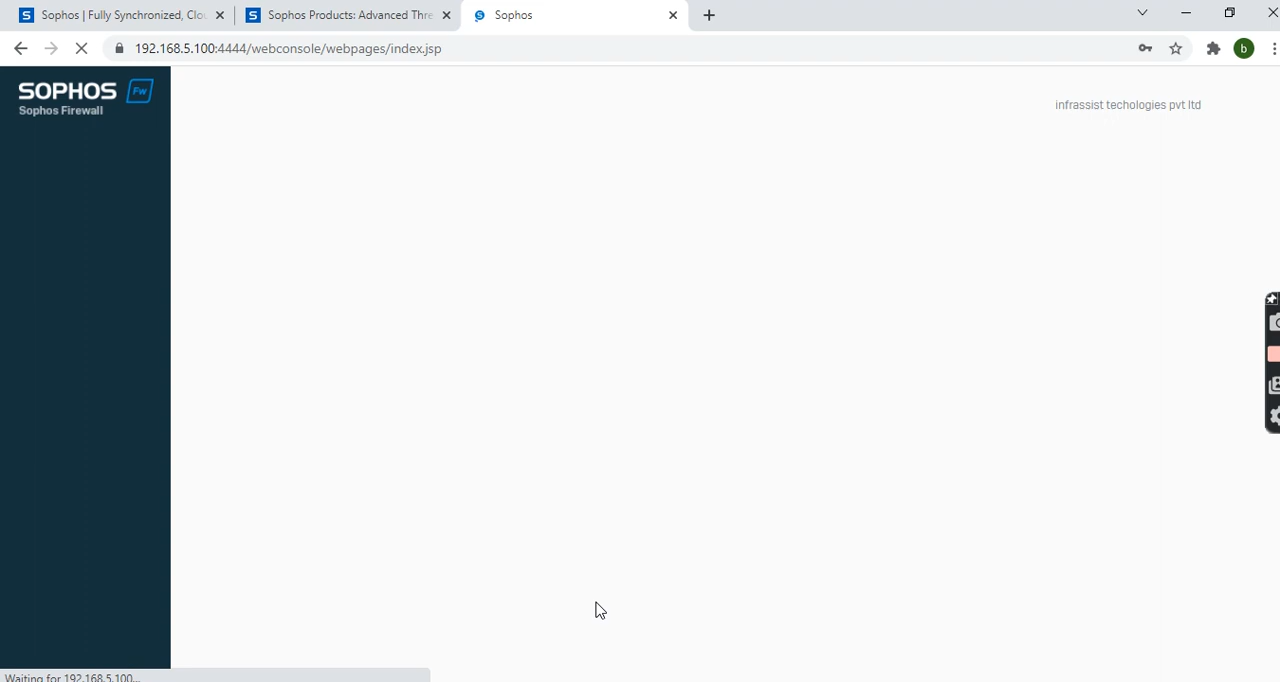 Sophos | Fully Synchronized, Clou
Sophos Products: Advanced Thre
Sophos
192.168.5.100:4444/webconsole/webpages/index.jsp
b
SOPHOS Fw
Sophos Firewall
infrassist techologies pvt ltd
Waiting for 192.168.5.100...